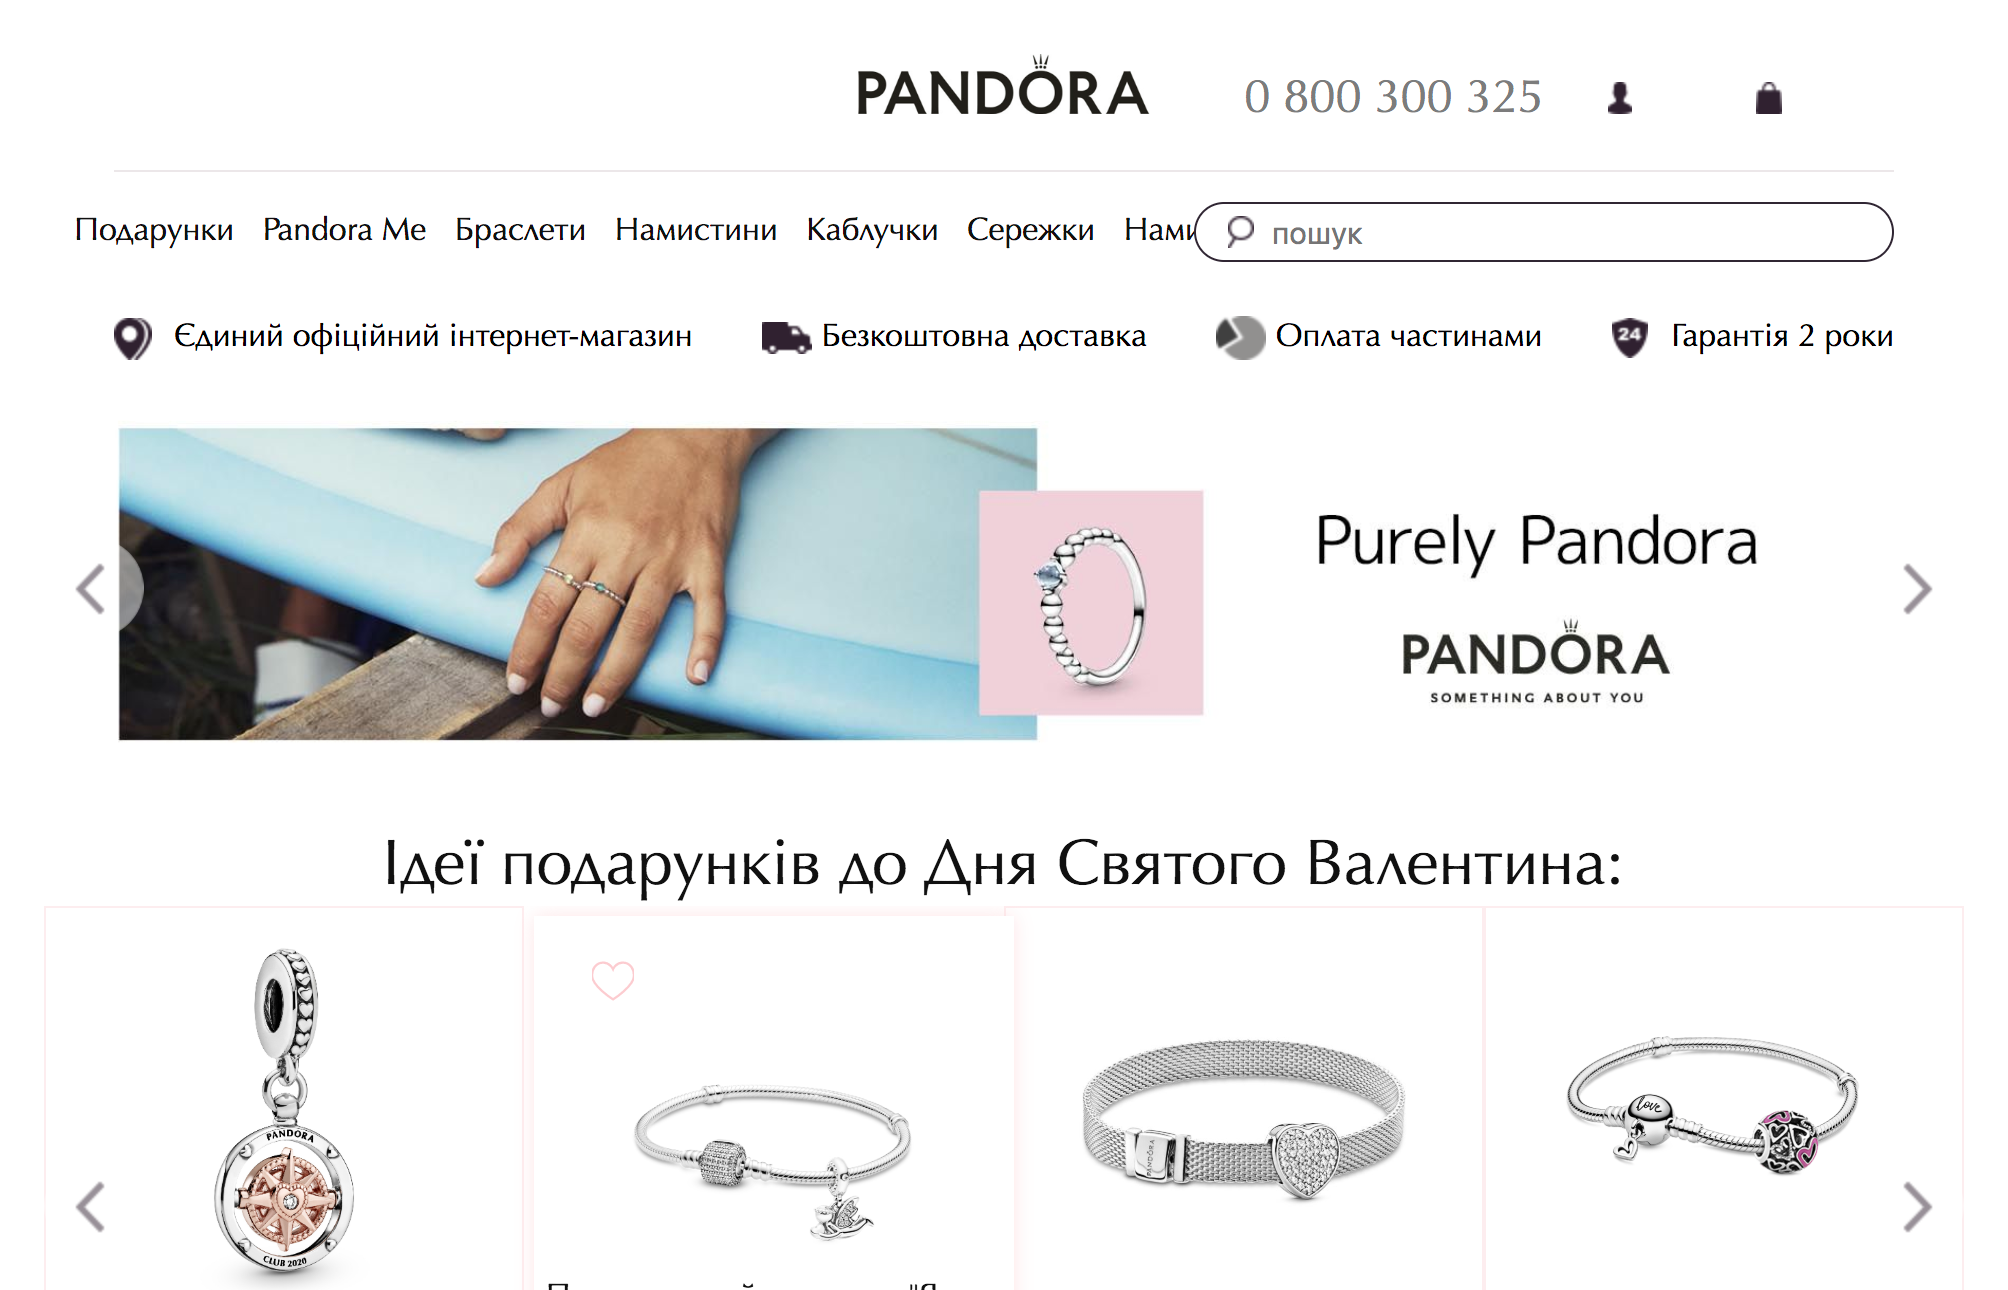 PANDORA
0 800 300 325
Подарунки Pandora Me Браслети Намистини Каблучки Сережки Нами
пошук
Єдиний офіційний інтернет-магазин Безкоштовна доставка Оплата частинами 24 Гарантія 2 роки
Purely Pandora
PANDORA
SOMETHING ABOUT YOU
Ідеї подарунків до Дня Святого Валентина:
PANDORA
CLUB 2020
PANDORA
love